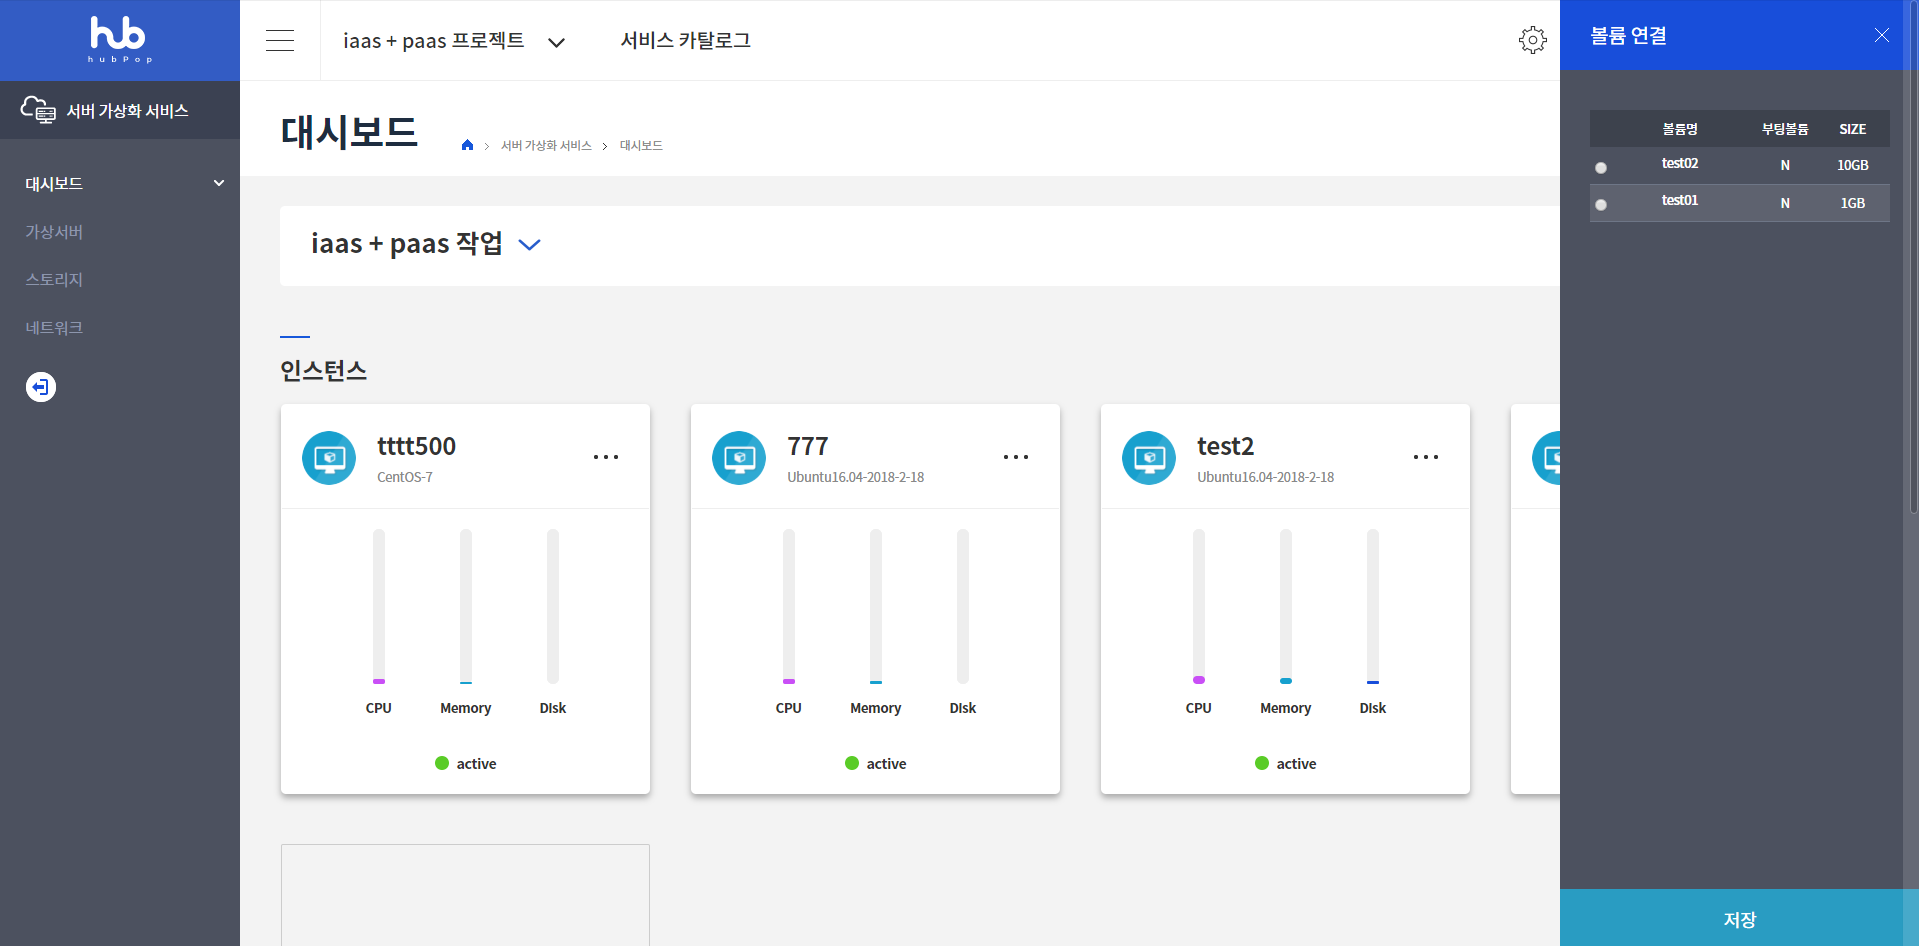 hub
hubPop
iaas + paas 프로젝트
서비스 카탈로그
볼륨 연결
서버 가상화 서비스
대시보드
가상서버
스토리지
네트워크
대시보드
서버 가상화 서비스
대시보드
iaas + paas 작업
인스턴스
tttt500
CentOS-7
CPU
Memory
Disk
active
777
Ubuntu16.04-2018-2-18
CPU
Memory
Disk
active
test2
Ubuntu16.04-2018-2-18
CPU
Memory
Disk
active
볼륨명 부팅볼륨 SIZE
test02 N 10GB
test01 N 1GB
저장